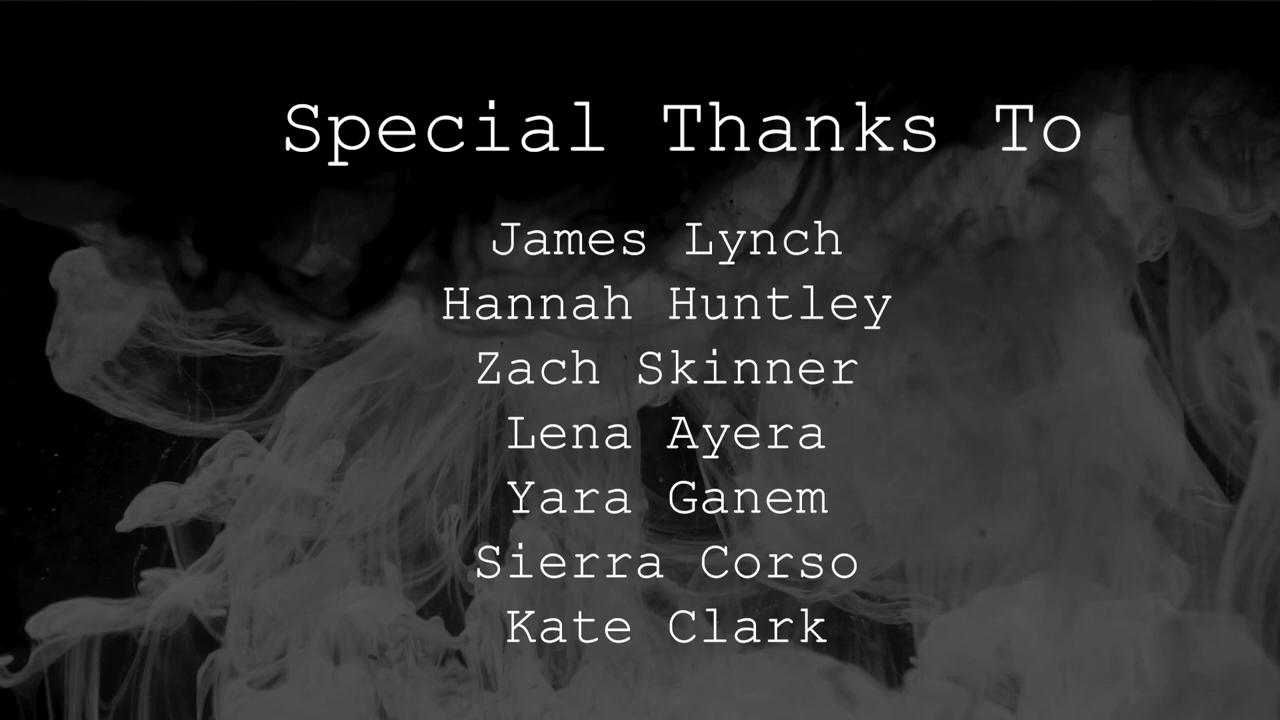 Special Thanks To
James Lynch
Hannah Huntley
Zach Skinner
Lena Ayera
Yara Ganem
Sierra Corso
Kate Clark